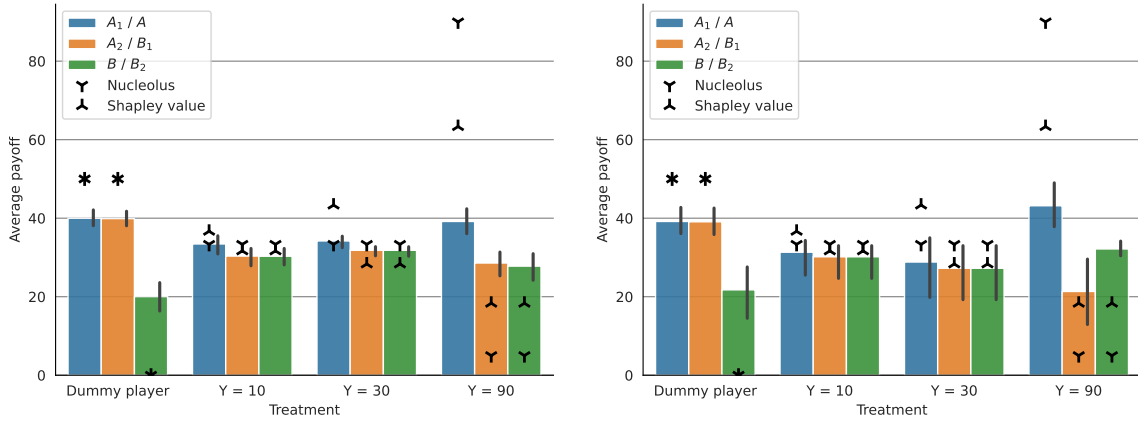 A₁ / A
A₂ / B₁
B / B₂
Nucleolus
Shapley value
Average payoff
80
60
40
20
0
Dummy player
Y = 10
Y = 30
Y = 90
Treatment
A₁ / A
A₂ / B₁
B / B₂
Nucleolus
Shapley value
Average payoff
80
60
40
20
0
Dummy player
Y = 10
Y = 30
Y = 90
Treatment